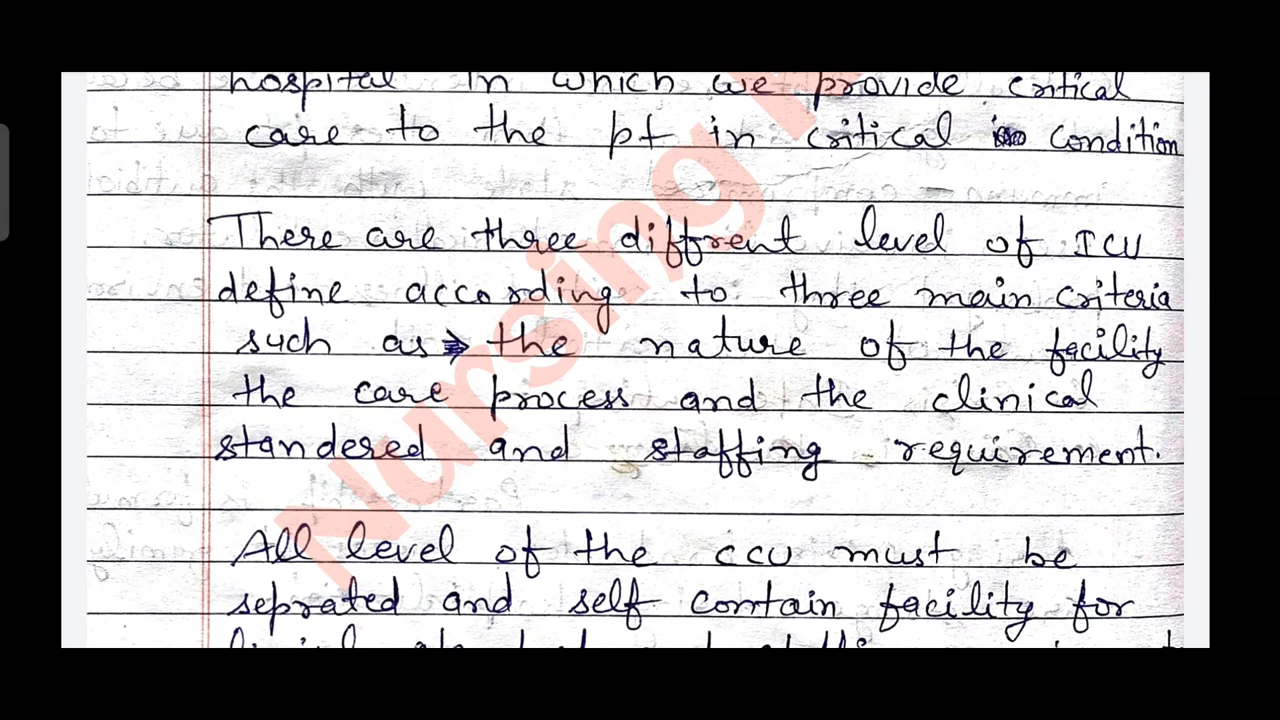 hospital in which we provide critical
care to the pt in critical condition
There are three diffrent level of ICU
define according to three main criteria
such as → the nature of the facility
the care process and the clinical
standered and staffing requirement.
All level of the CCU must be
seprated and self contain facility for
Nursing